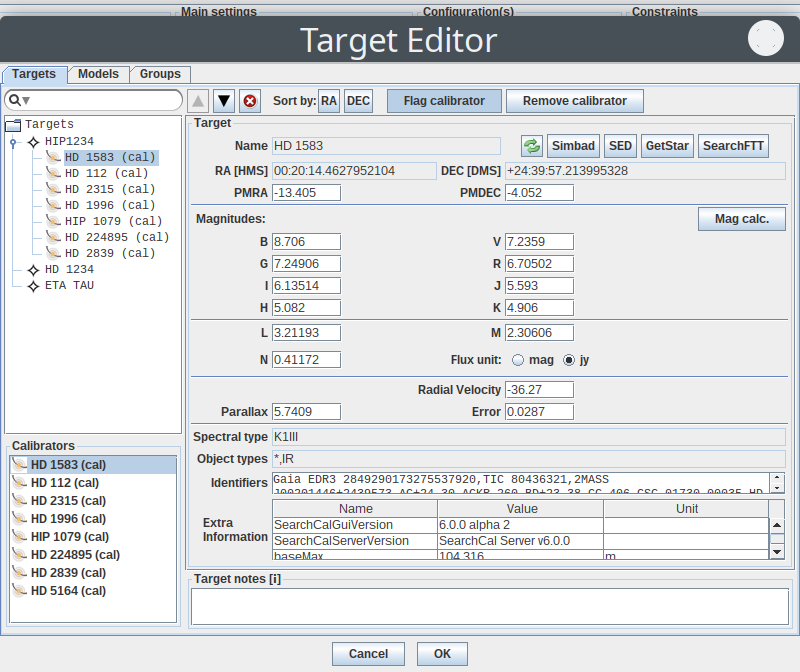 Main settings Configuration(s) Constraints
Target Editor
Targets Models Groups
Sort by: RA DEC Flag calibrator Remove calibrator
Targets
HIP1234
HD 1583 (cal)
HD 112 (cal)
HD 2315 (cal)
HD 1996 (cal)
HIP 1079 (cal)
HD 224895 (cal)
HD 2839 (cal)
HD 1234
ETA TAU
Calibrators
HD 1583 (cal)
HD 112 (cal)
HD 2315 (cal)
HD 1996 (cal)
HIP 1079 (cal)
HD 224895 (cal)
HD 2839 (cal)
HD 5164 (cal)
Target
Name HD 1583 Simbad SED GetStar SearchFTT
RA [HMS] 00:20:14.4627952104 DEC [DMS] +24:39:57.213995328
PMRA -13.405 PMDEC -4.052
Magnitudes: Mag calc.
B 8.706 V 7.2359
G 7.24906 R 6.70502
I 6.13514 J 5.593
H 5.082 K 4.906
L 3.21193 M 2.30606
N 0.41172 Flux unit: mag jy
Radial Velocity -36.27
Parallax 5.7409 Error 0.0287
Spectral type K1III
Object types *,IR
Identifiers Gaia EDR3 2849290173275537920,TIC 80436321,2MASS
Extra Information
Name Value Unit
SearchCalGuiVersion 6.0.0 alpha 2
SearchCalServerVersion SearchCal Server v6.0.0
baseMax 104.316 m
Target notes [i]
Cancel OK